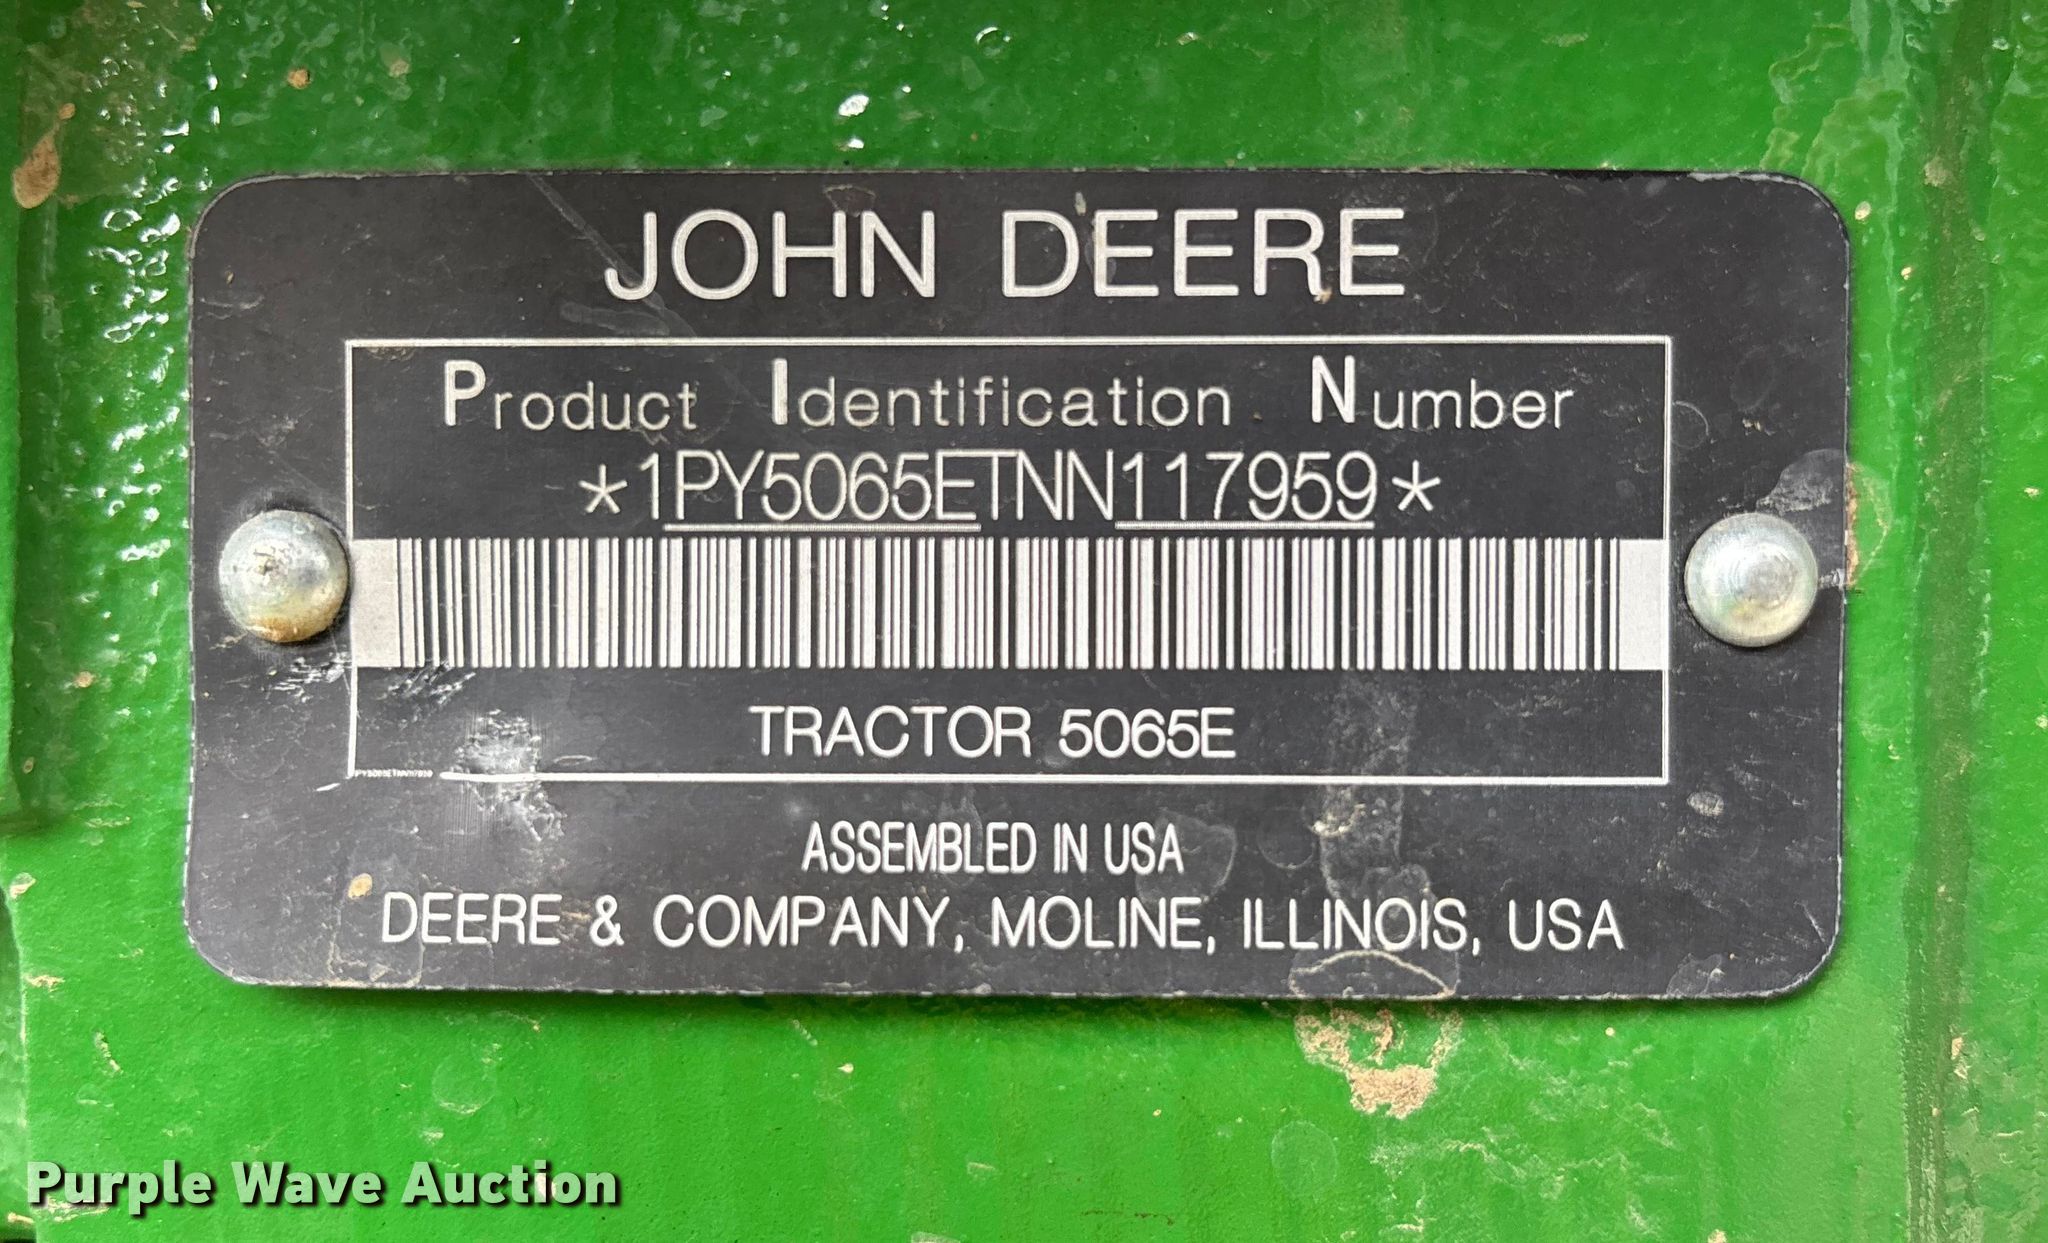 JOHN DEERE
Product Identification Number
*1PY5065ETNN117959*
TRACTOR 5065E
PY5065ETNN117959
ASSEMBLED IN USA
DEERE & COMPANY, MOLINE, ILLINOIS, USA
Purple Wave Auction